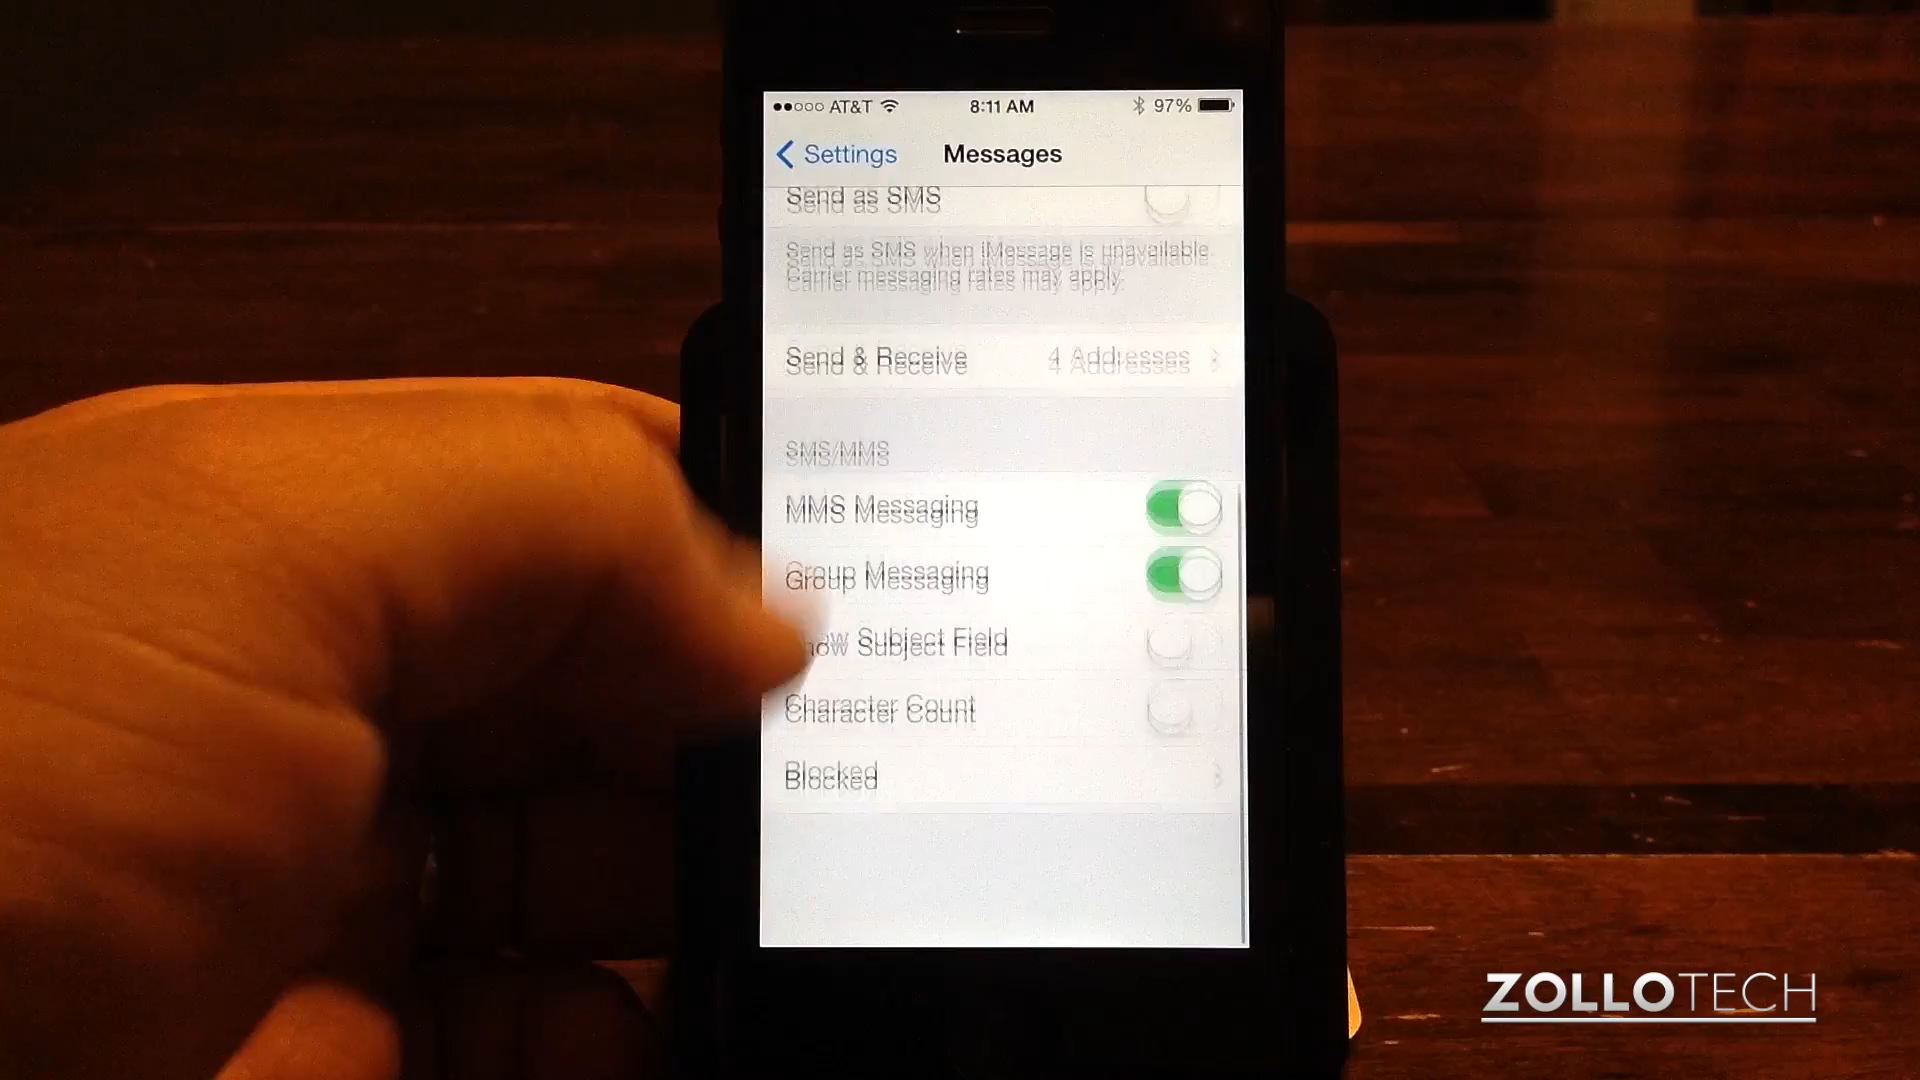 AT&T 8:11 AM 97%
Settings Messages
Send as SMS
Send as SMS when iMessage is unavailable.
Carrier messaging rates may apply.
Send & Receive 4 Addresses
SMS/MMS
MMS Messaging
Group Messaging
Show Subject Field
Character Count
Blocked
ZOLLOTECH